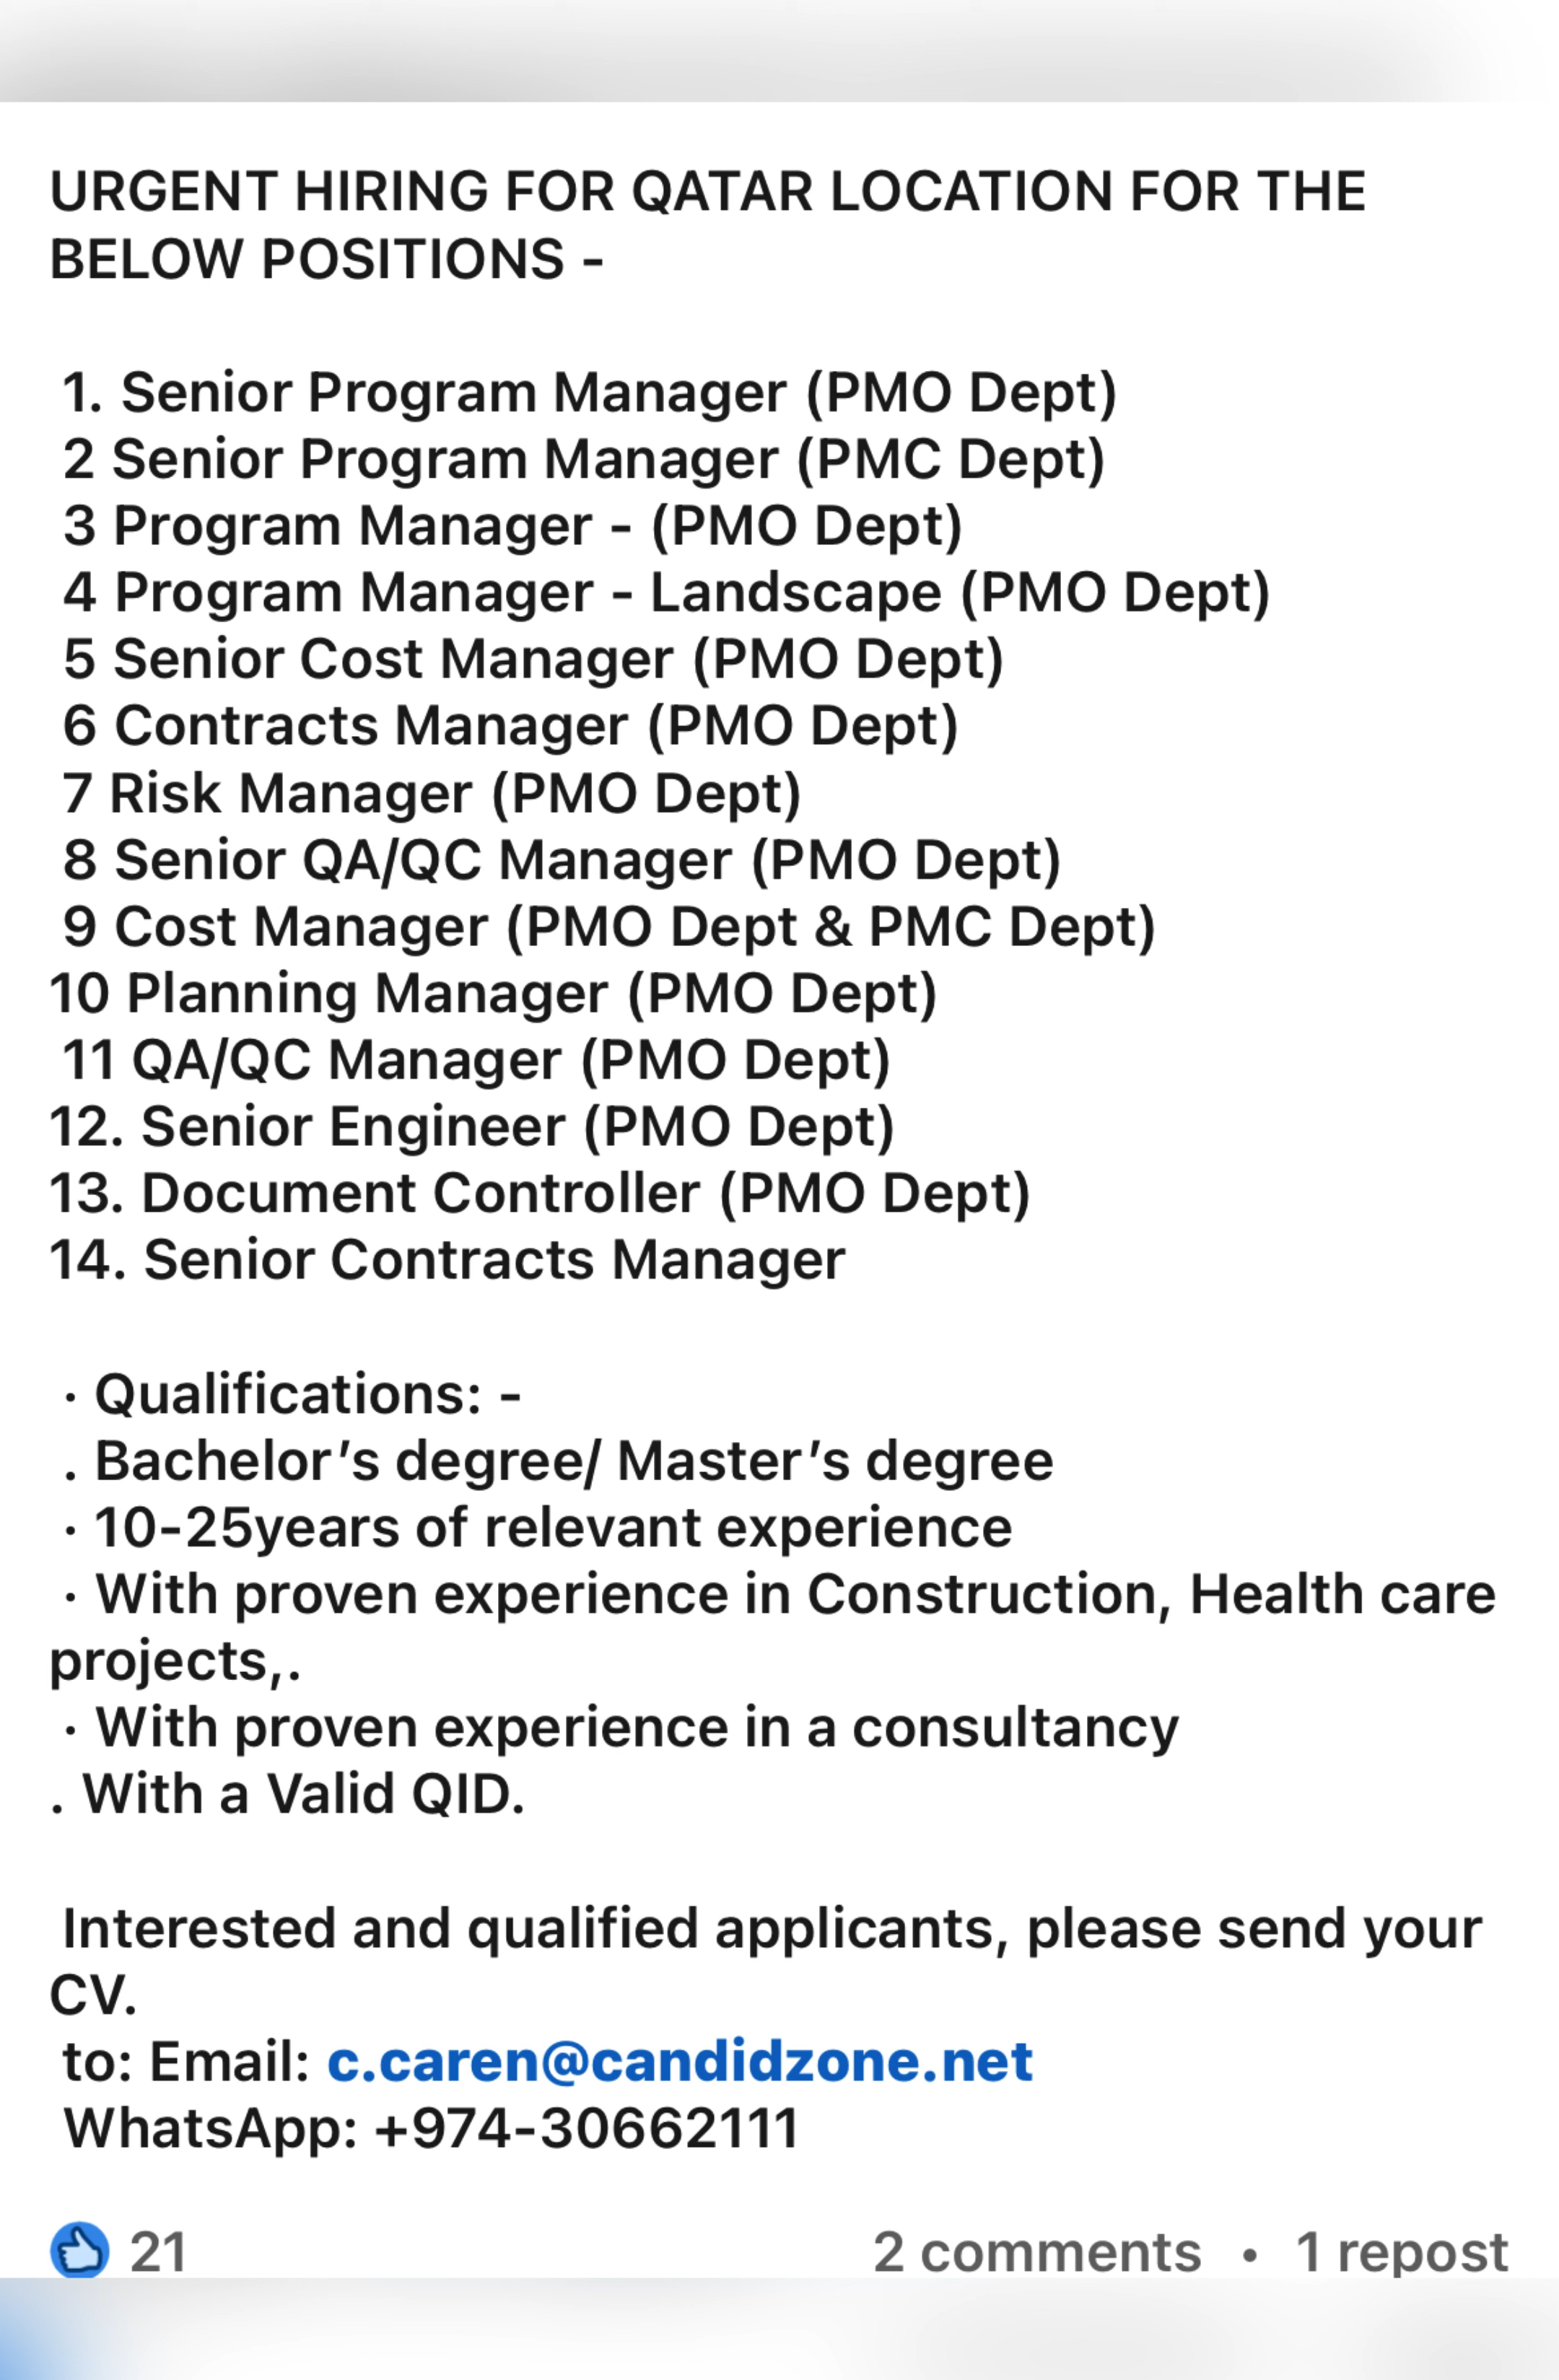 URGENT HIRING FOR QATAR LOCATION FOR THE
BELOW POSITIONS -
1. Senior Program Manager (PMO Dept)
2 Senior Program Manager (PMC Dept)
3 Program Manager - (PMO Dept)
4 Program Manager - Landscape (PMO Dept)
5 Senior Cost Manager (PMO Dept)
6 Contracts Manager (PMO Dept)
7 Risk Manager (PMO Dept)
8 Senior QA/QC Manager (PMO Dept)
9 Cost Manager (PMO Dept & PMC Dept)
10 Planning Manager (PMO Dept)
11 QA/QC Manager (PMO Dept)
12. Senior Engineer (PMO Dept)
13. Document Controller (PMO Dept)
14. Senior Contracts Manager
· Qualifications: -
. Bachelor’s degree/ Master’s degree
· 10-25years of relevant experience
· With proven experience in Construction, Health care
projects,.
· With proven experience in a consultancy
. With a Valid QID.
Interested and qualified applicants, please send your
CV.
to: Email: c.caren@candidzone.net
WhatsApp: +974-30662111
21 2 comments • 1 repost